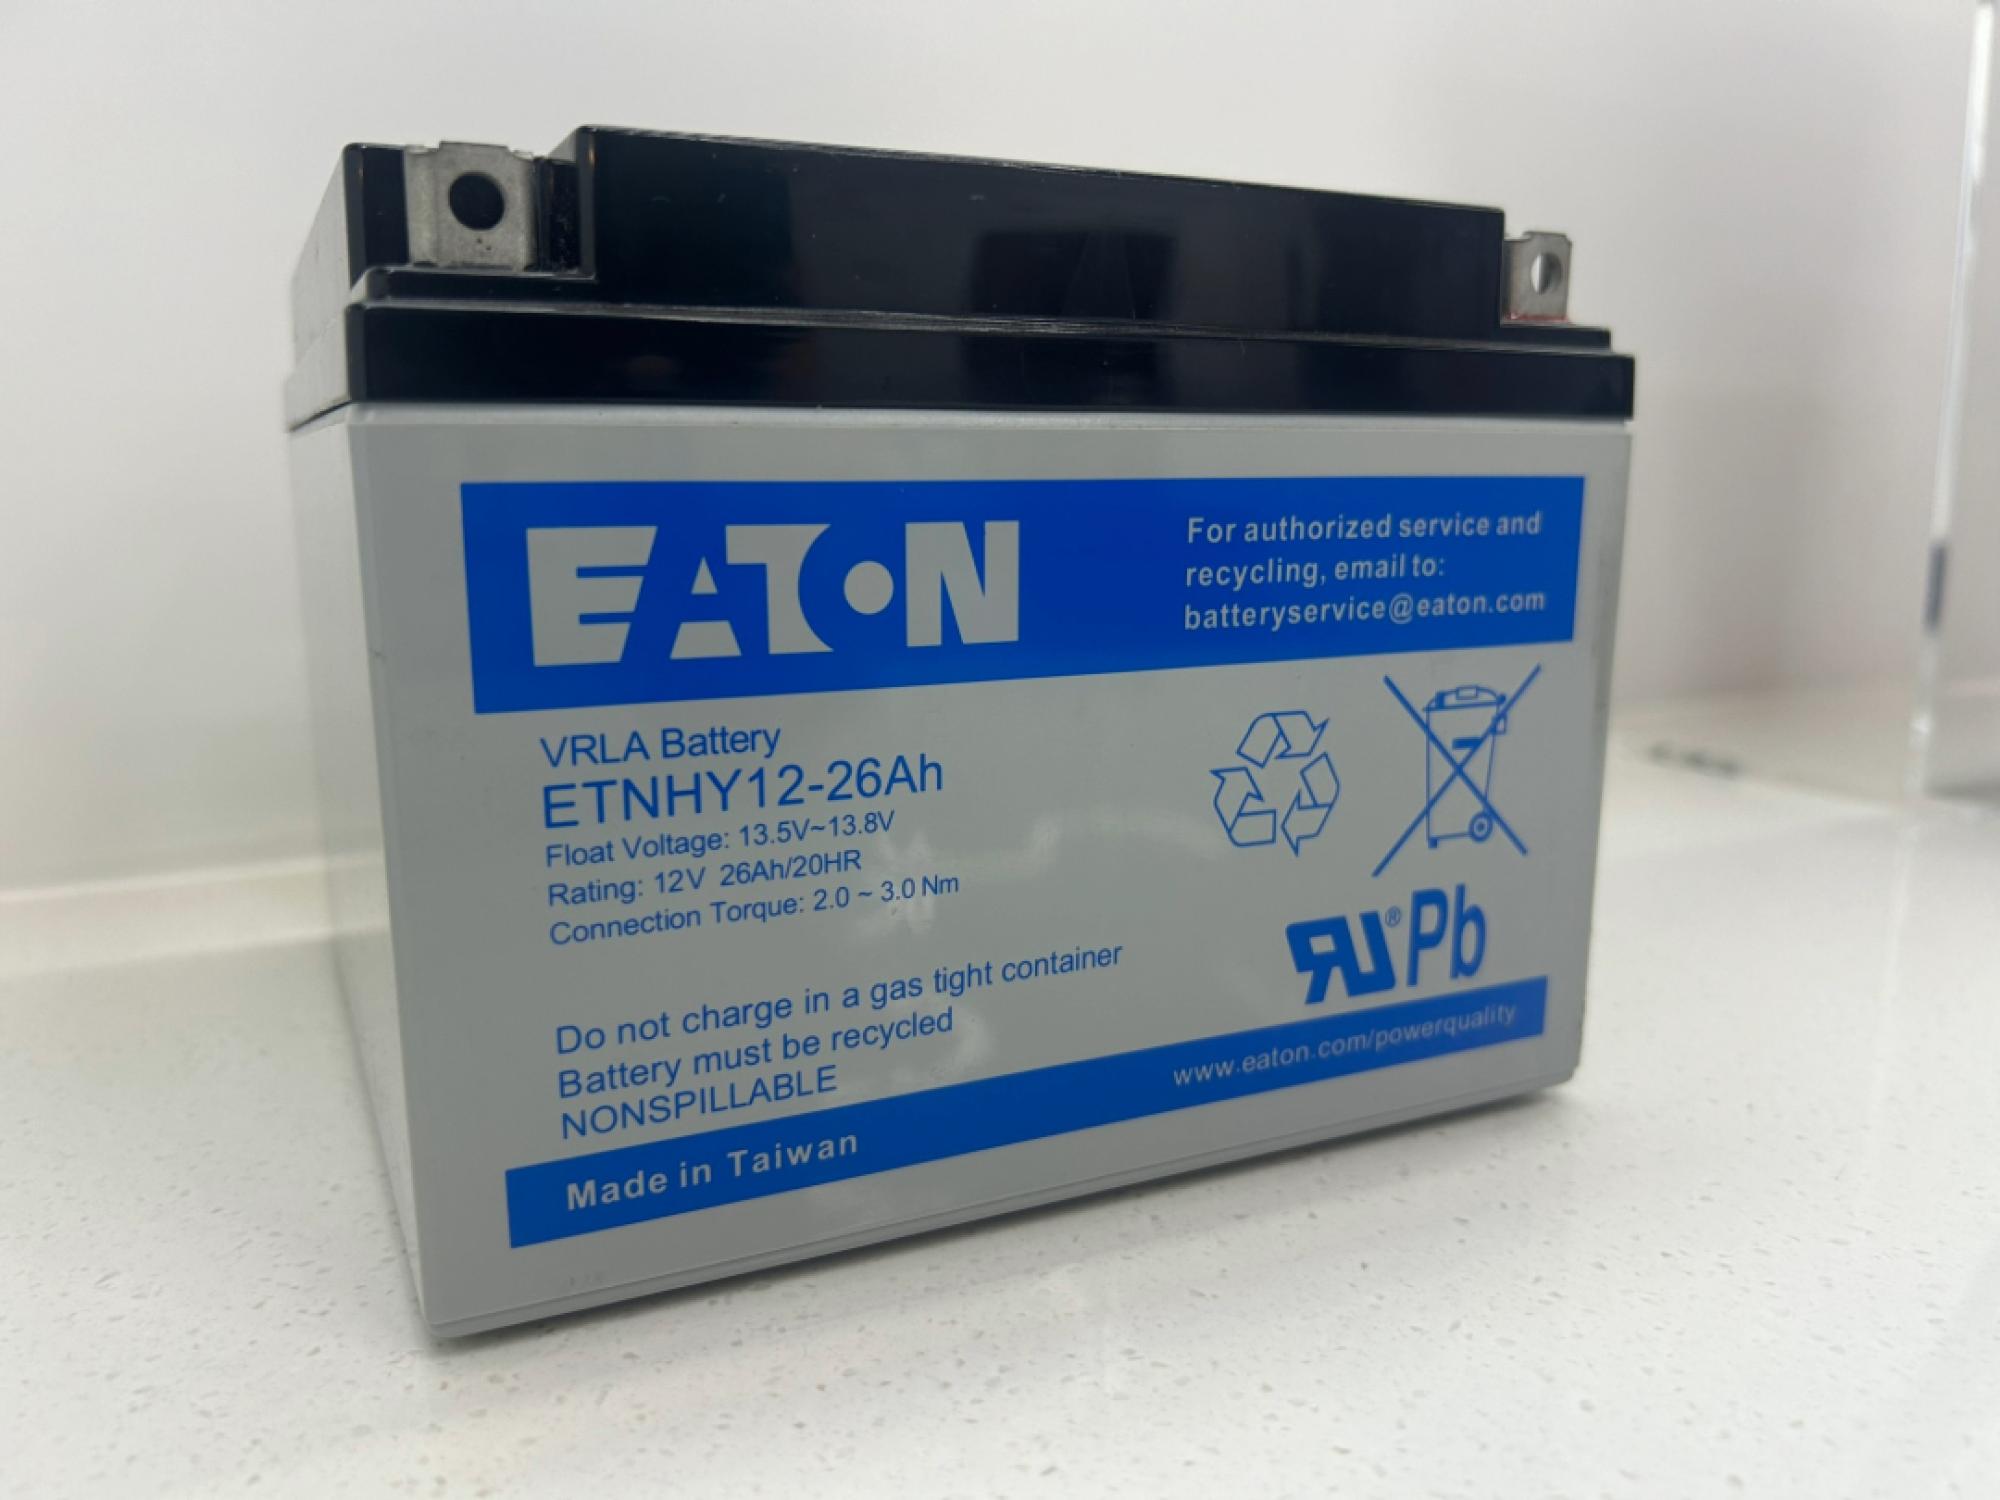 EATON
For authorized service and
recycling, email to:
batteryservice@eaton.com
VRLA Battery
ETNHY12-26Ah
Float Voltage: 13.5V~13.8V
Rating: 12V 26Ah/20HR
Connection Torque: 2.0 ~ 3.0 Nm
RU® Pb
Do not charge in a gas tight container
Battery must be recycled
NONSPILLABLE
www.eaton.com/powerquality
Made in Taiwan